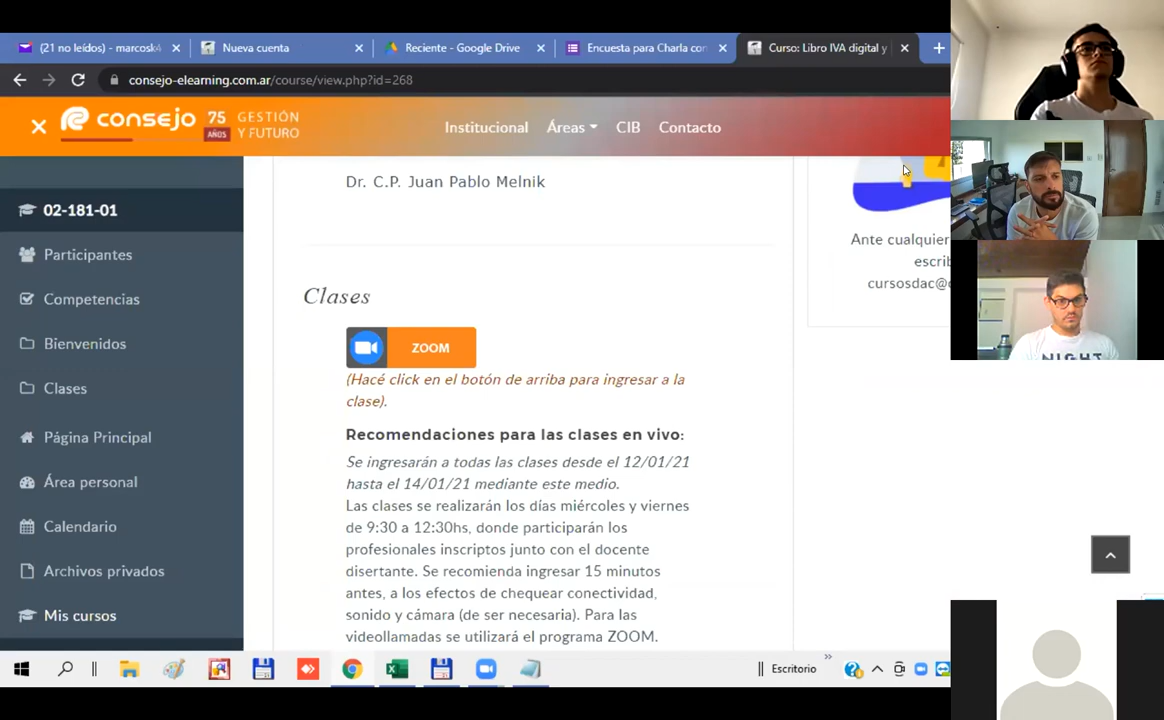 (21 no leídos) - marcosk4
Nueva cuenta
Reciente - Google Drive
Encuesta para Charla con
Curso: Libro IVA digital y
consejo-elearning.com.ar/course/view.php?id=268
consejo
75 AÑOS
GESTIÓN
Y FUTURO
Institucional
Áreas
CIB
Contacto
02-181-01
Participantes
Competencias
Bienvenidos
Clases
Página Principal
Área personal
Calendario
Archivos privados
Mis cursos
Dr. C.P. Juan Pablo Melnik
Clases
ZOOM
(Hacé click en el botón de arriba para ingresar a la
clase).
Recomendaciones para las clases en vivo:
Se ingresarán a todas las clases desde el 12/01/21
hasta el 14/01/21 mediante este medio.
Las clases se realizarán los días miércoles y viernes
de 9:30 a 12:30hs, donde participarán los
profesionales inscriptos junto con el docente
disertante. Se recomienda ingresar 15 minutos
antes, a los efectos de chequear conectividad,
sonido y cámara (de ser necesaria). Para las
videollamadas se utilizará el programa ZOOM.
Ante cualquier
escrib
cursosdac@
NIGHT
Escritorio